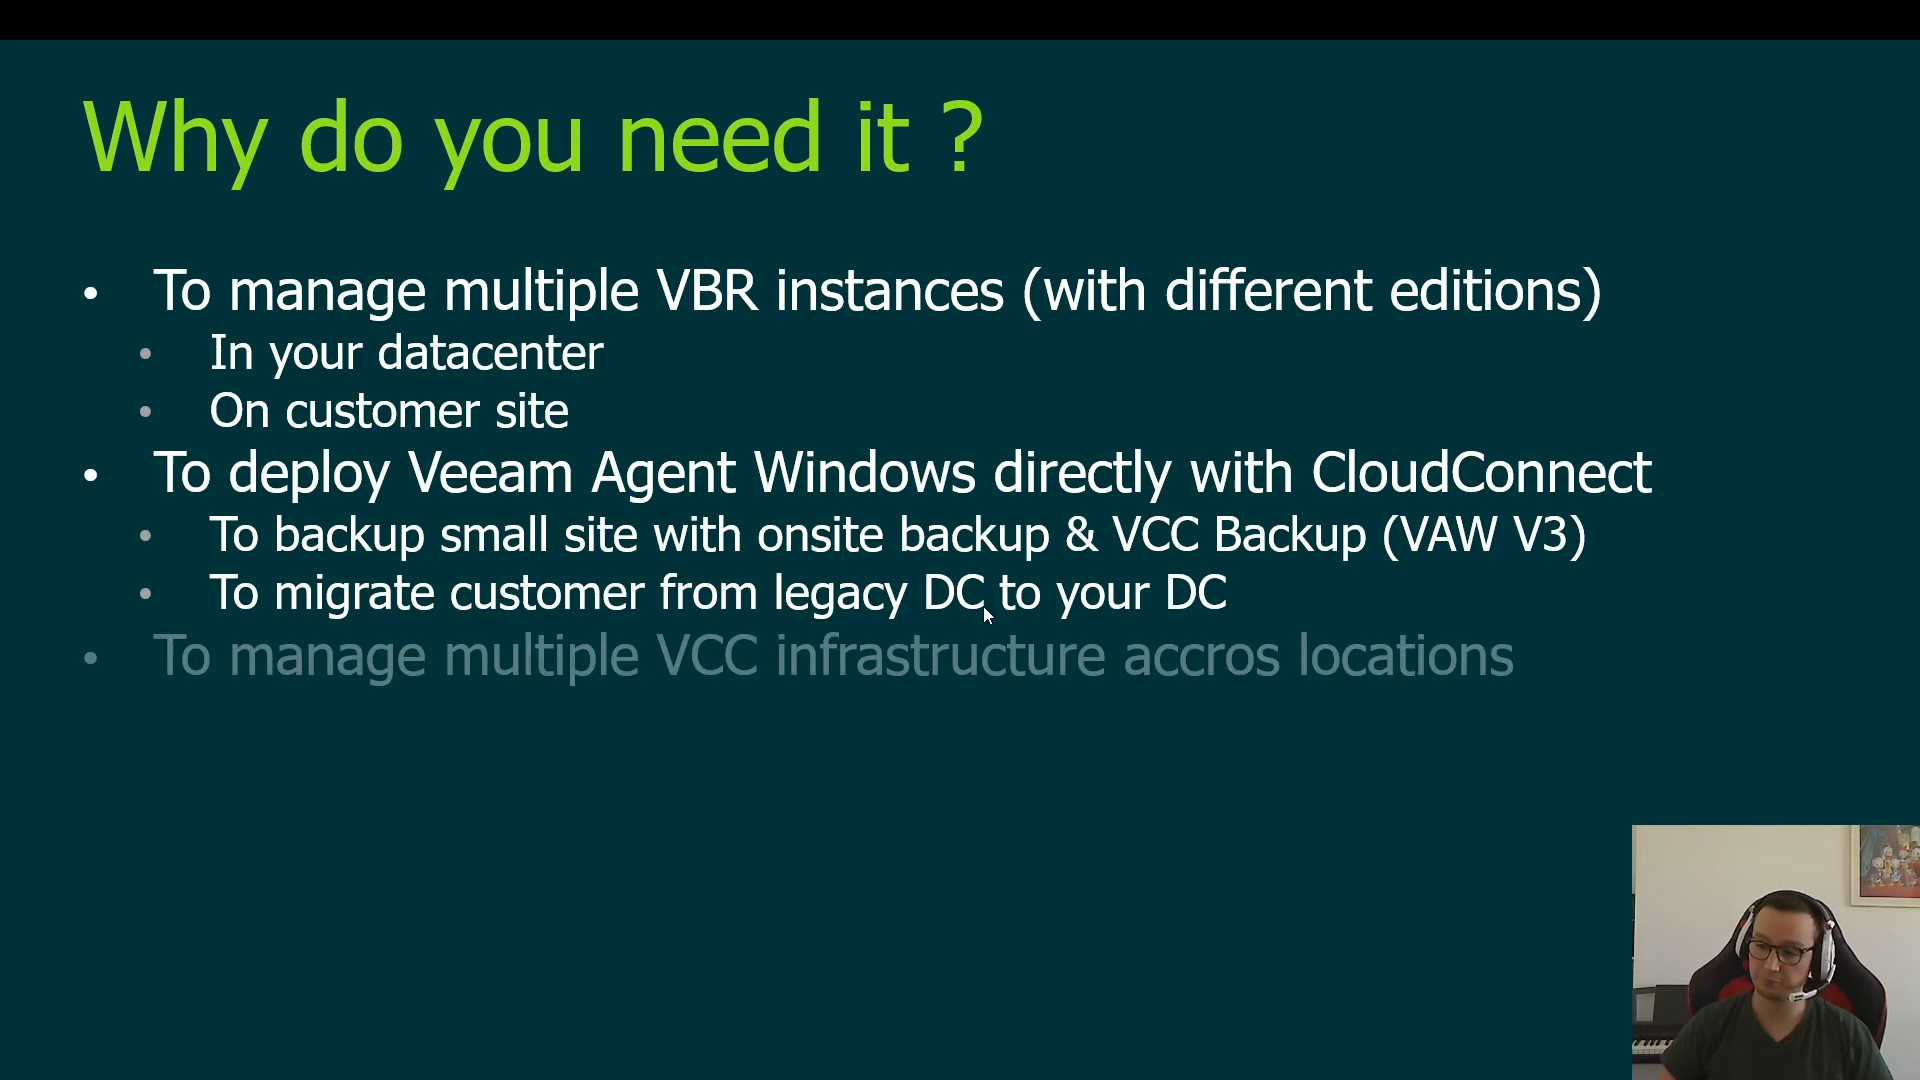 Why do you need it ?
• To manage multiple VBR instances (with different editions)
• In your datacenter
• On customer site
• To deploy Veeam Agent Windows directly with CloudConnect
• To backup small site with onsite backup & VCC Backup (VAW V3)
• To migrate customer from legacy DC to your DC
• To manage multiple VCC infrastructure accros locations